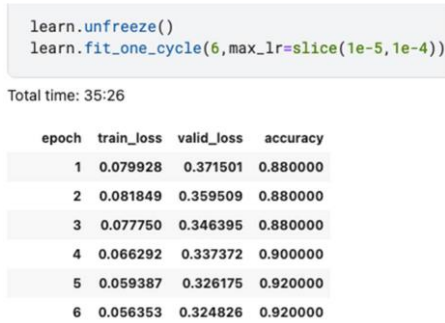 learn.unfreeze()
learn.fit_one_cycle(6,max_lr=slice(1e-5,1e-4))
Total time: 35:26
epoch train_loss valid_loss accuracy
1 0.079928 0.371501 0.880000
2 0.081849 0.359509 0.880000
3 0.077750 0.346395 0.880000
4 0.066292 0.337372 0.900000
5 0.059387 0.326175 0.920000
6 0.056353 0.324826 0.920000